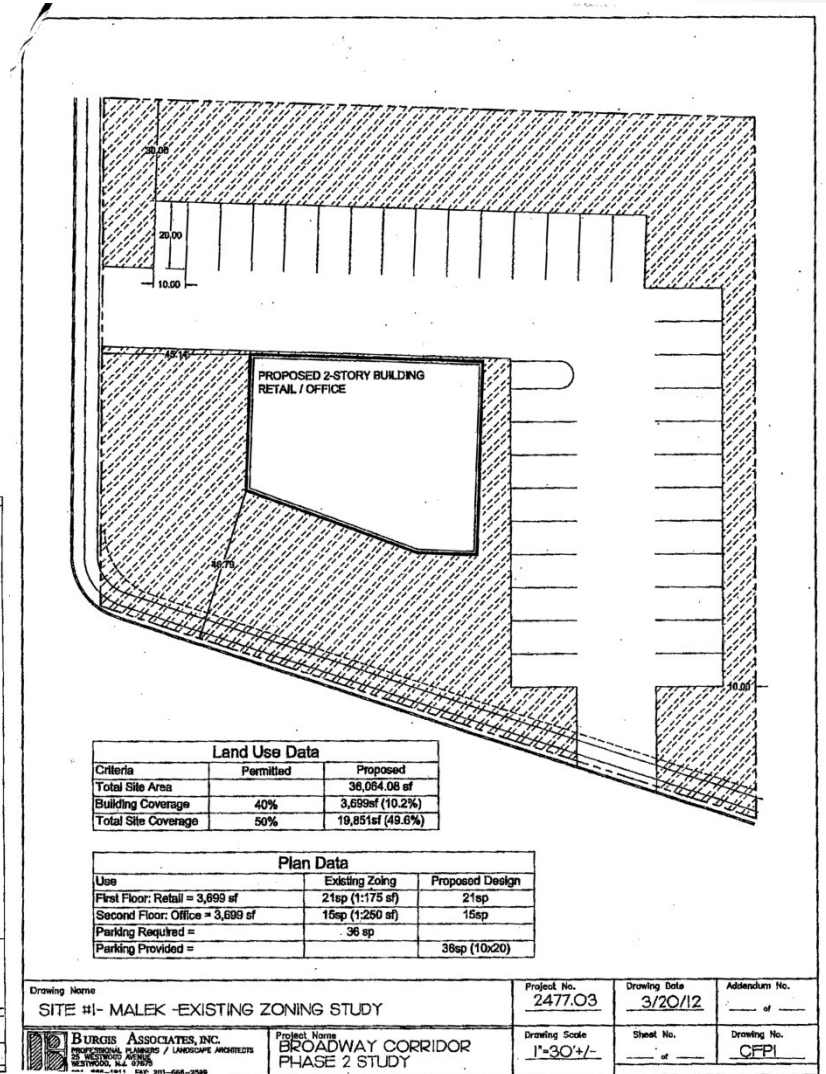 30.00
20.00
10.00
45.14
PROPOSED 2-STORY BUILDING
RETAIL / OFFICE
46.79
10.00
Land Use Data
Criteria Permitted Proposed
Total Site Area 36,064.08 sf
Building Coverage 40% 3,699sf (10.2%)
Total Site Coverage 50% 19,851sf (49.6%)
Plan Data
Use Existing Zoing Proposed Design
First Floor: Retail = 3,699 sf 21sp (1:175 sf) 21sp
Second Floor: Office = 3,699 sf 15sp (1:250 sf) 15sp
Parking Required = 36 sp
Parking Provided = 36sp (10x20)
Drawing Name
SITE #1- MALEK -EXISTING ZONING STUDY
Project No.
2477.03
Drawing Date
3/20/12
Addendum No.
of
BURGIS ASSOCIATES, INC.
PROFESSIONAL PLANNERS / LANDSCAPE ARCHITECTS
25 WESTWOOD AVENUE
WESTWOOD, N.J. 07675
Project Name
BROADWAY CORRIDOR
PHASE 2 STUDY
Drawing Scale
1"=30'+/-
Sheet No.
of
Drawing No.
CFP1